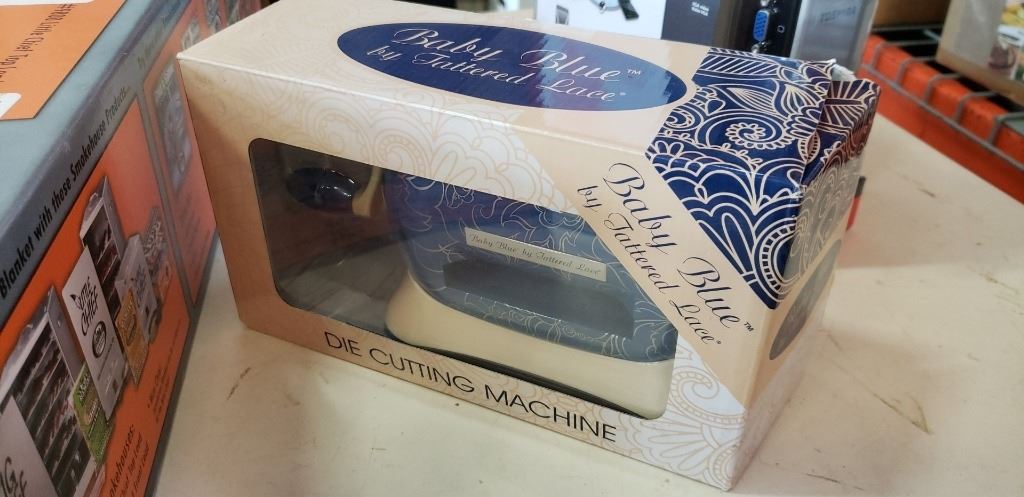 Baby Blue™
by Tattered Lace®
Baby Blue™
by Tattered Lace®
Baby Blue by Tattered Lace®
DIE CUTTING MACHINE
Blanket with these Smokehouse Products...